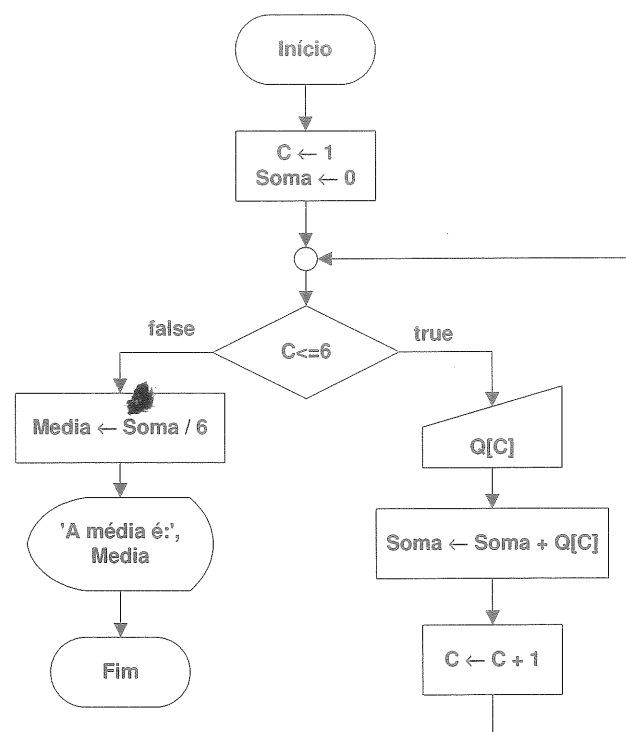 Início
C ← 1
Soma ← 0
C<=6
false
true
Media ← Soma / 6
Q[C]
'A média é:',
Media
Soma ← Soma + Q[C]
C ← C + 1
Fim